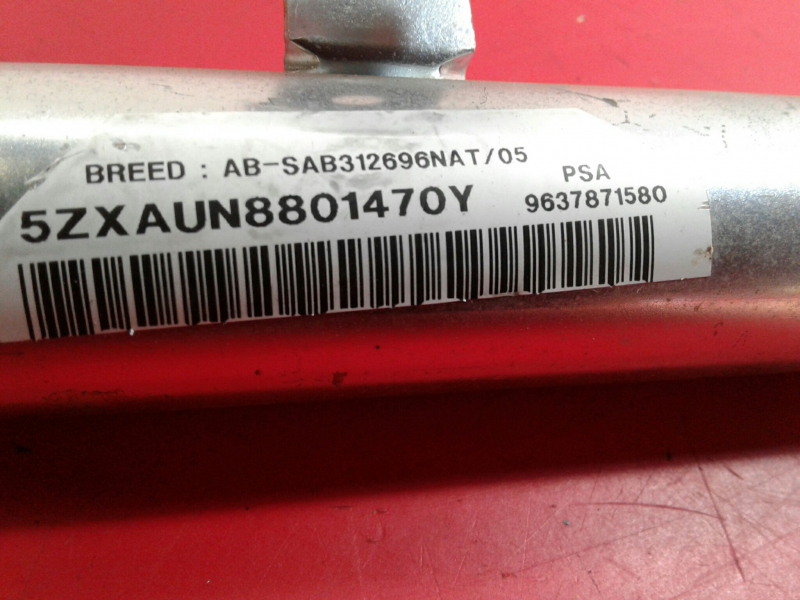 BREED : AB-SAB312696NAT/05
PSA
5ZXAUN8801470Y
9637871580